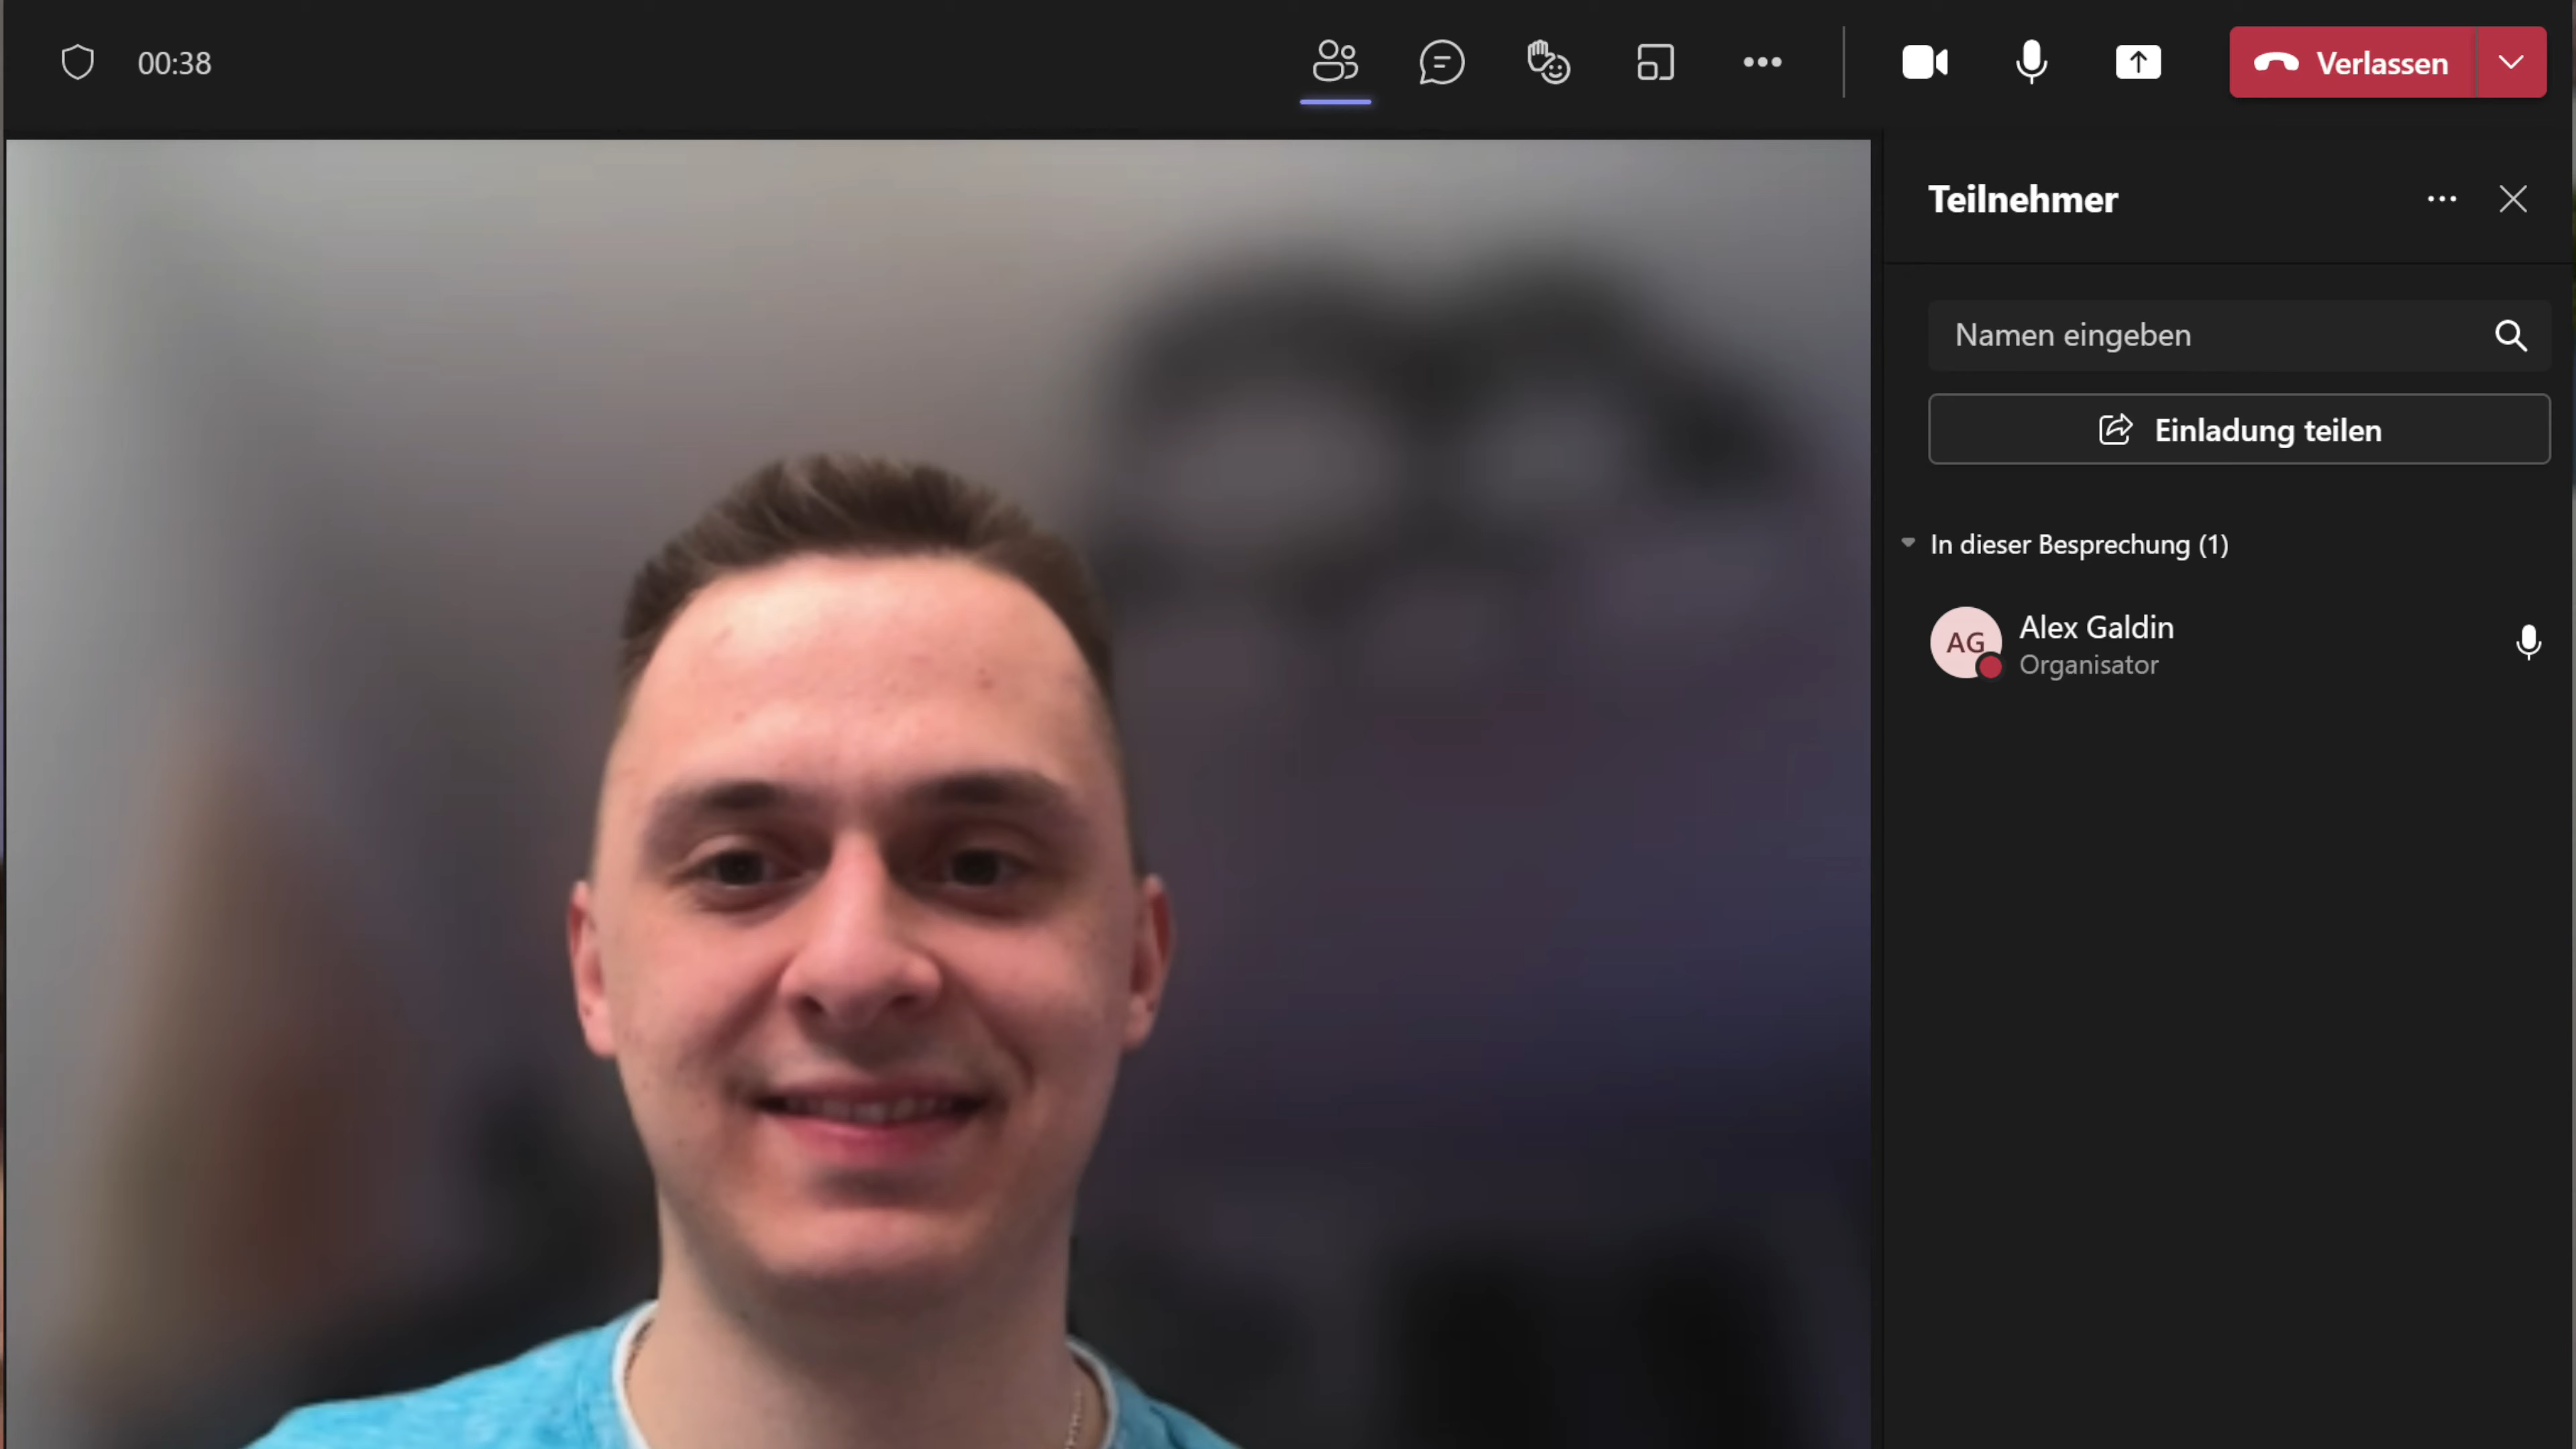 00:38
Verlassen
Teilnehmer
Namen eingeben
Einladung teilen
In dieser Besprechung (1)
AG
Alex Galdin
Organisator